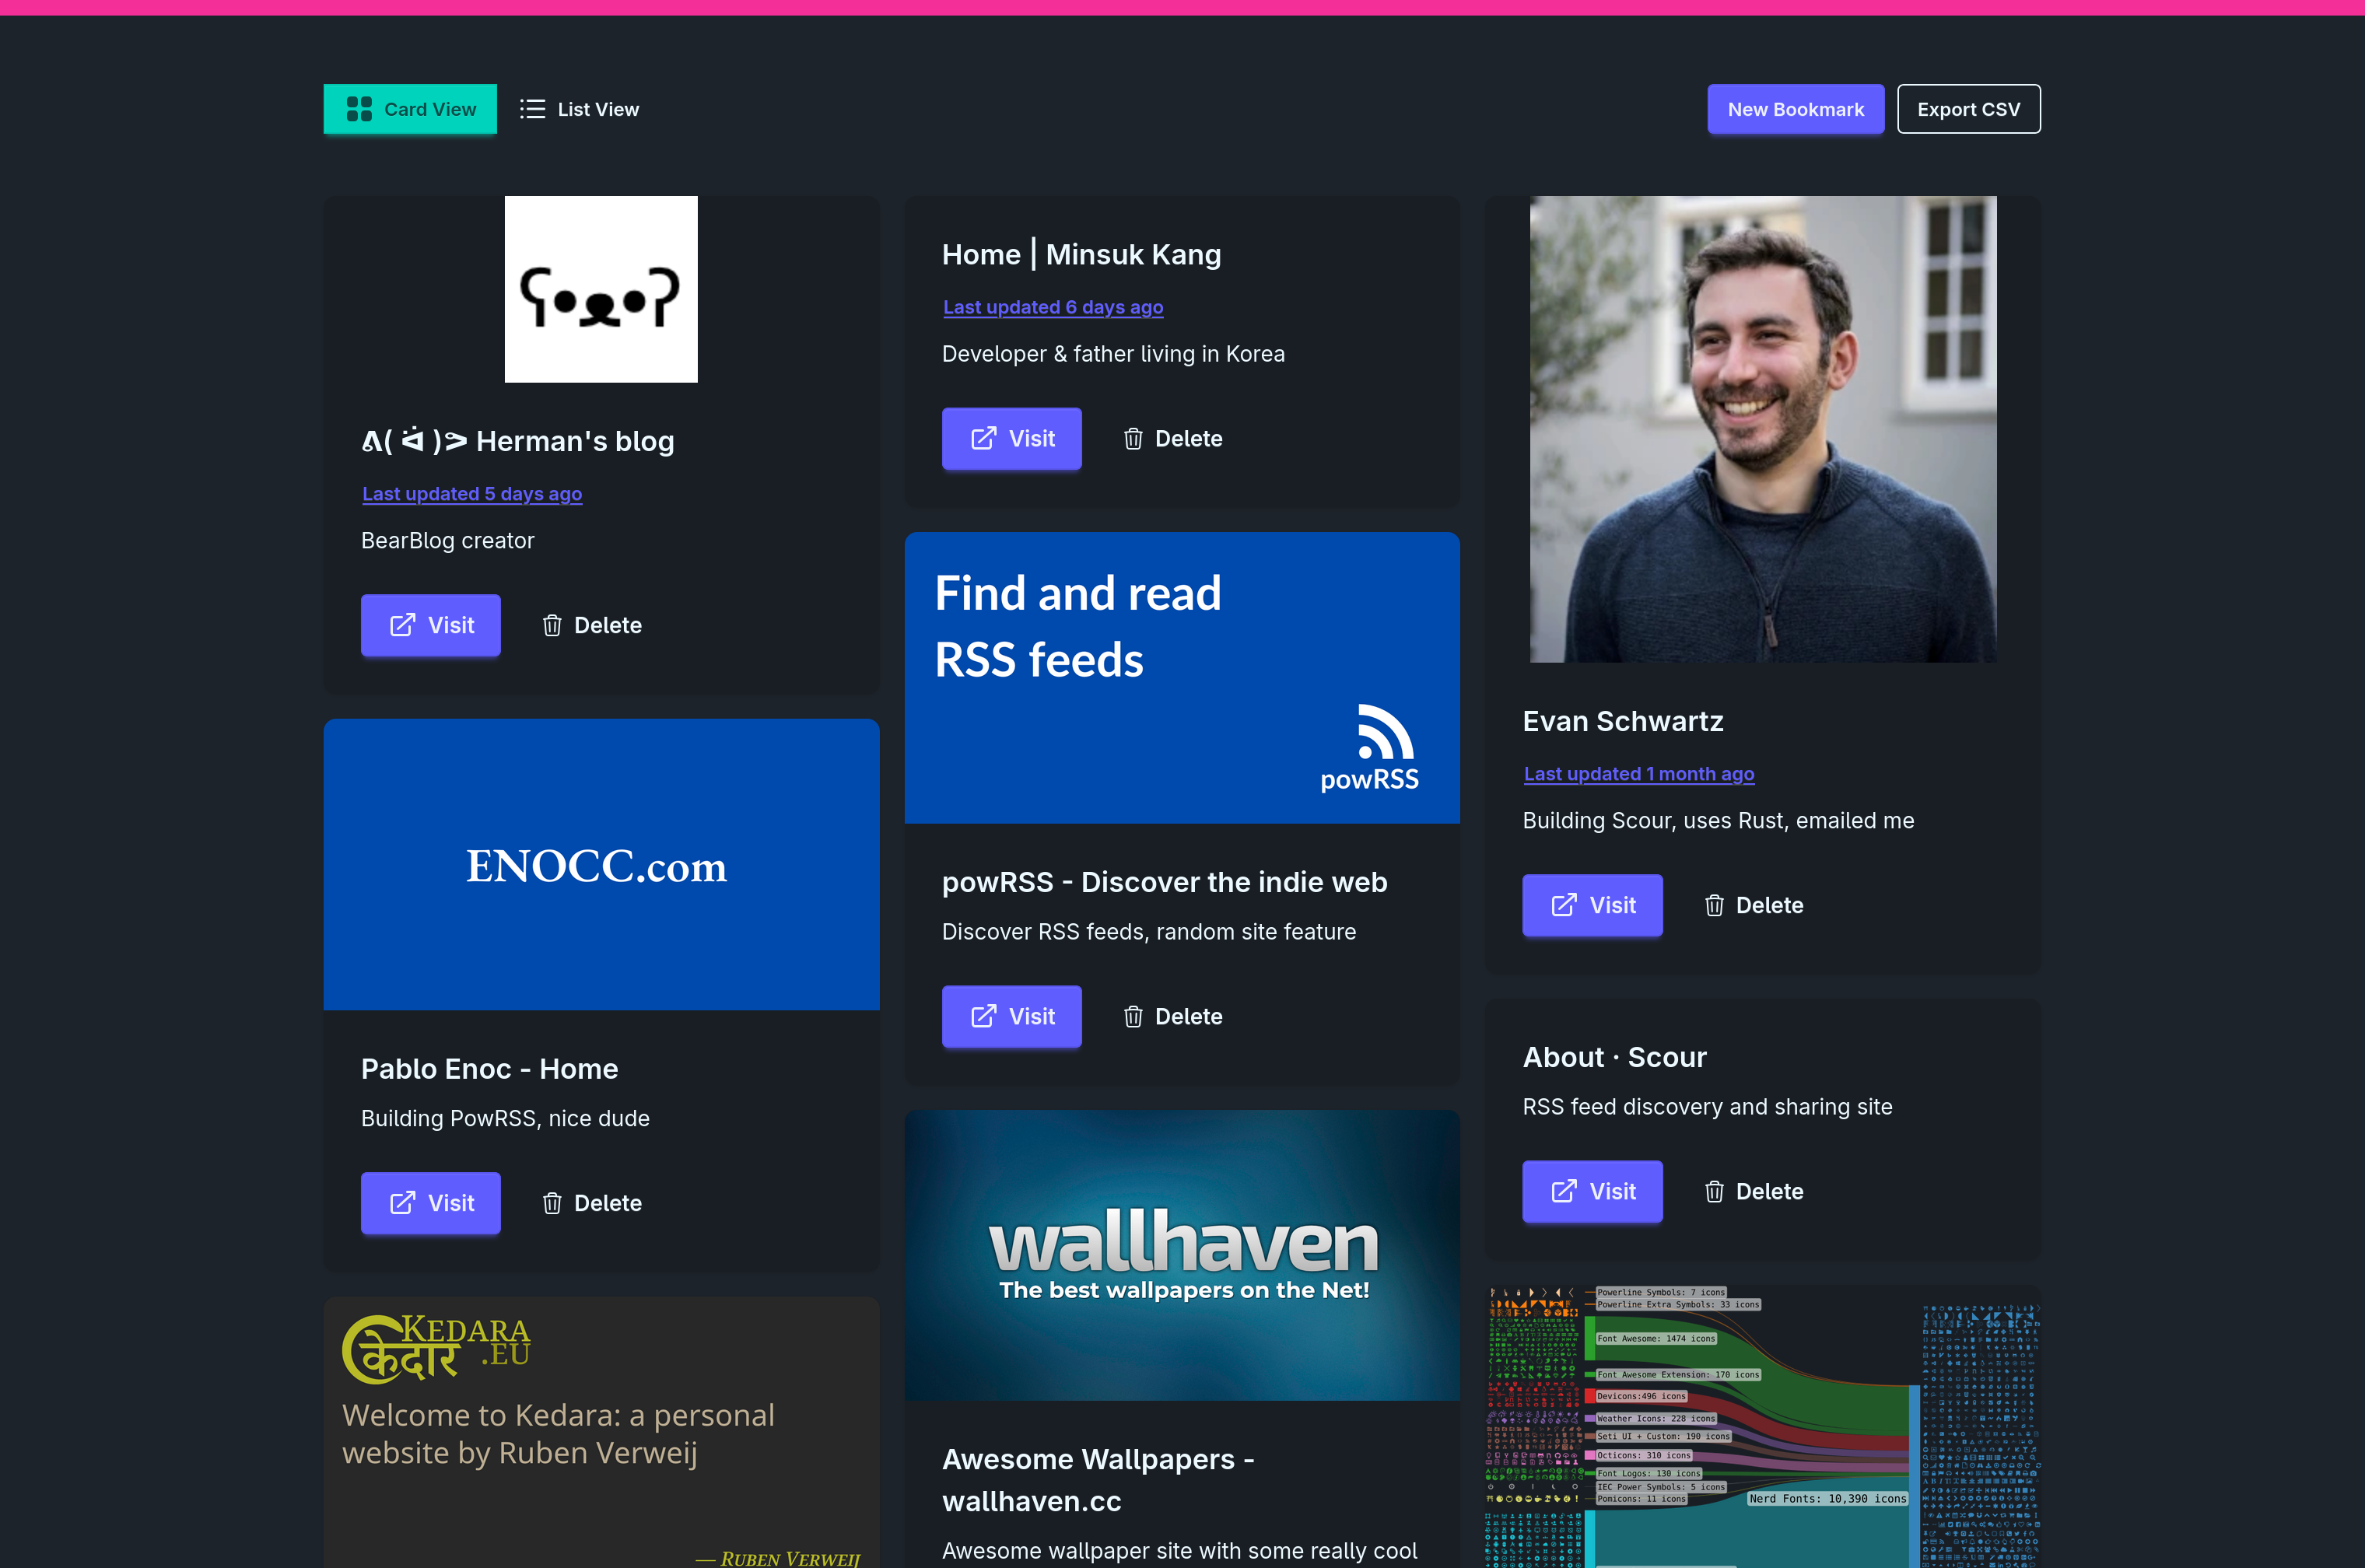 Card View
List View
New Bookmark
Export CSV
ʕ•ᴥ•ʔ
ᕕ( ᐛ )ᕗ Herman's blog
Last updated 5 days ago
BearBlog creator
Visit
Delete
ENOCC.com
Pablo Enoc - Home
Building PowRSS, nice dude
Visit
Delete
KEDARA
.EU
केदार
Welcome to Kedara: a personal
website by Ruben Verweij
— RUBEN VERWEIJ
Home | Minsuk Kang
Last updated 6 days ago
Developer & father living in Korea
Visit
Delete
Find and read
RSS feeds
powRSS
powRSS - Discover the indie web
Discover RSS feeds, random site feature
Visit
Delete
wallhaven
The best wallpapers on the Net!
Awesome Wallpapers -
wallhaven.cc
Awesome wallpaper site with some really cool
Evan Schwartz
Last updated 1 month ago
Building Scour, uses Rust, emailed me
Visit
Delete
About · Scour
RSS feed discovery and sharing site
Visit
Delete
Powerline Symbols: 7 icons
Powerline Extra Symbols: 33 icons
Font Awesome: 1474 icons
Font Awesome Extension: 170 icons
Devicons:496 icons
Weather Icons: 228 icons
Seti UI + Custom: 190 icons
Octicons: 310 icons
Font Logos: 130 icons
IEC Power Symbols: 5 icons
Pomicons: 11 icons
Nerd Fonts: 10,390 icons